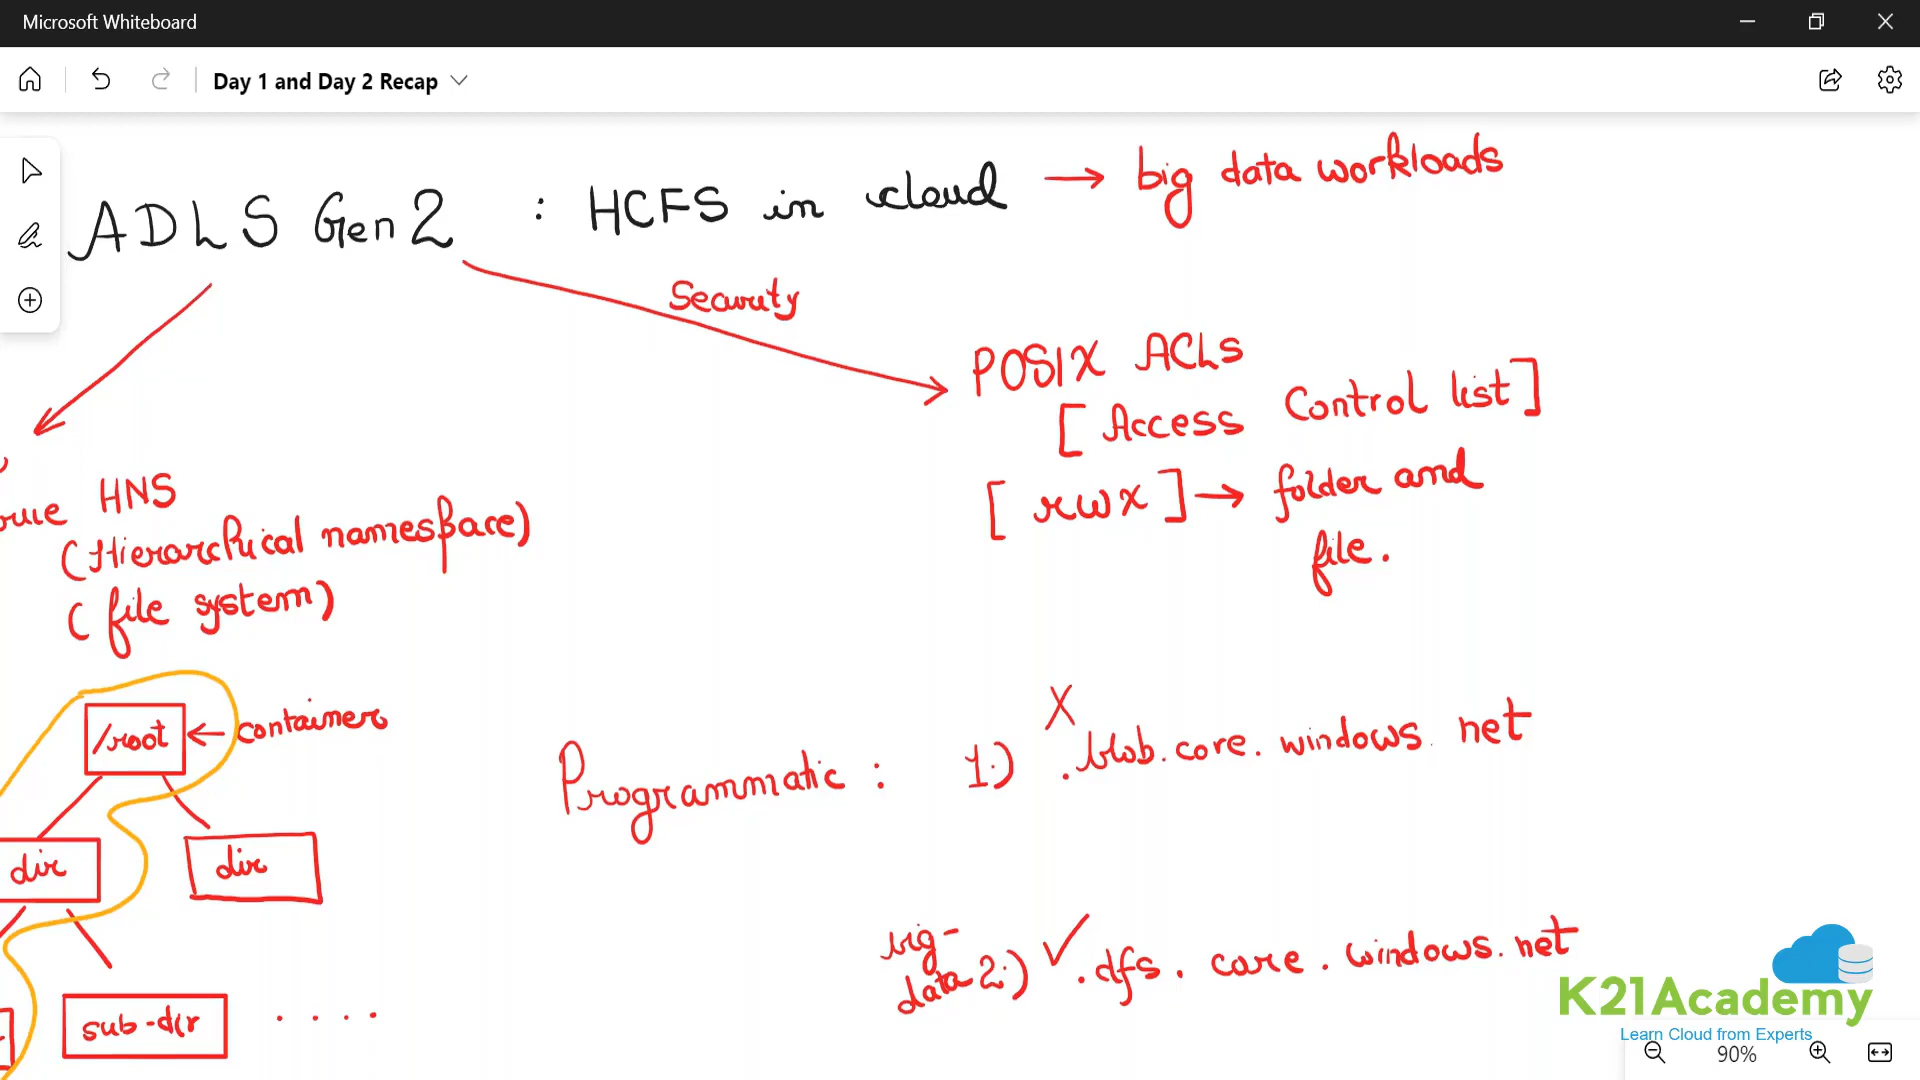 Microsoft Whiteboard
Day 1 and Day 2 Recap
ADLS Gen 2 : HCFS in cloud → big data workloads
Security
POSIX ACLs
[Access Control list]
[rwx] → folder and
file.
HNS
(Hierarchical namespace)
(file system)
/root ← container
dir
dir
sub-dir ....
Programmatic : 1.) X .blob.core.windows.net
big-
data 2.) ✓ .dfs.core.windows.net
K21Academy
Learn Cloud from Experts
90%